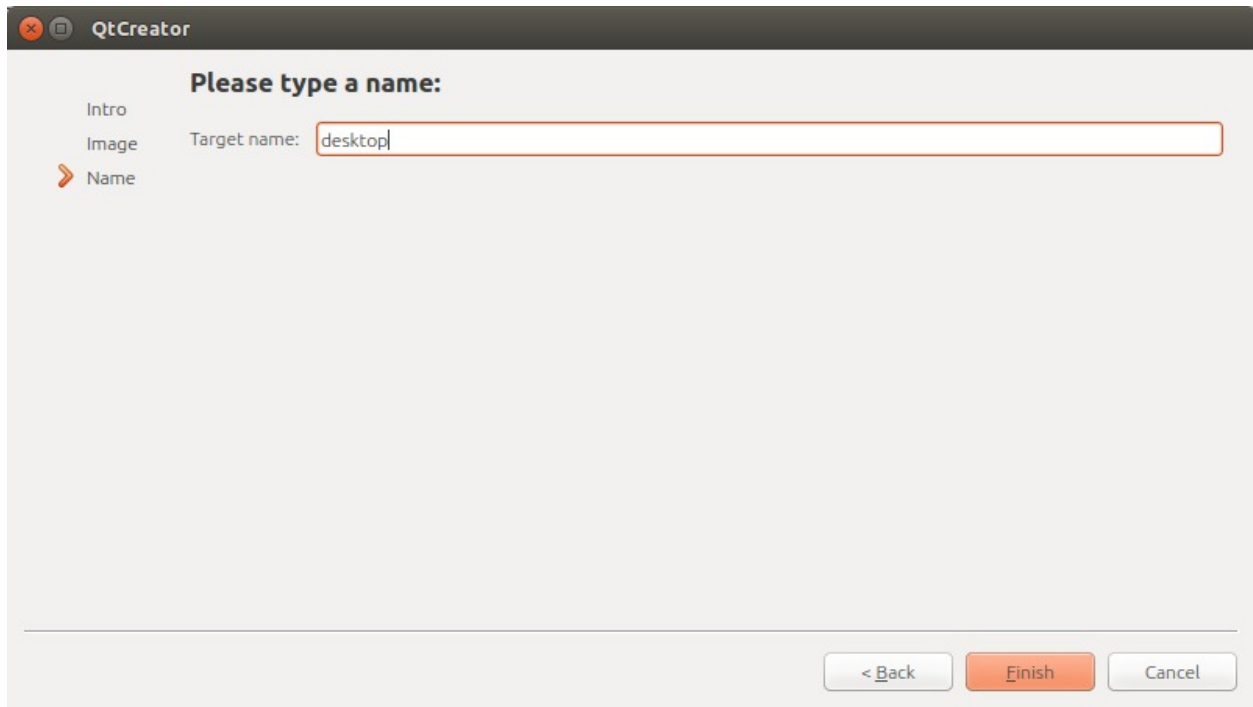 QtCreator
Please type a name:
Intro
Image
Name
Target name: desktop
< Back
Finish
Cancel